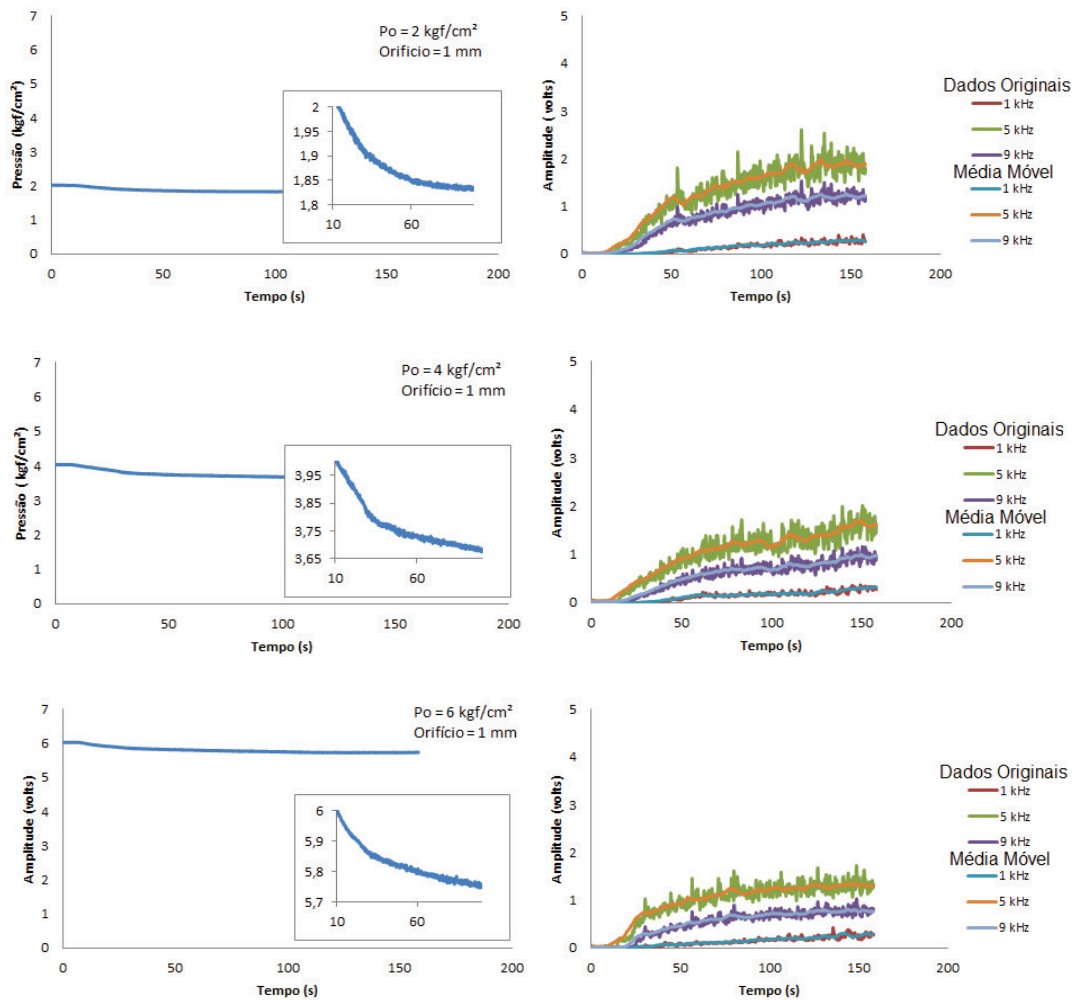 Po = 2 kgf/cm²
Orificio = 1 mm
Pressão (kgf/cm²)
7
6
5
4
3
2
1
0
2
1,95
1,9
1,85
1,8
10
60
0
50
100
150
200
Tempo (s)
Amplitude ( volts)
5
4
3
2
1
0
0
50
100
150
200
Tempo (s)
Dados Originais
1 kHz
5 kHz
9 kHz
Média Móvel
1 kHz
5 kHz
9 kHz
Po = 4 kgf/cm²
Orifício = 1 mm
Pressão ( kgf/cm²)
7
6
5
4
3
2
1
0
3,95
3,85
3,75
3,65
10
60
0
50
100
150
200
Tempo (s)
Amplitude (volts)
5
4
3
2
1
0
0
50
100
150
200
Tempo (s)
Dados Originais
1 kHz
5 kHz
9 kHz
Média Móvel
1 kHz
5 kHz
9 kHz
Po = 6 kgf/cm²
Orifício = 1 mm
Amplitude (volts)
7
6
5
4
3
2
1
0
6
5,9
5,8
5,7
10
60
0
50
100
150
200
Tempo (s)
Amplitude (volts)
5
4
3
2
1
0
0
50
100
150
200
Tempo (s)
Dados Originais
1 kHz
5 kHz
9 kHz
Média Móvel
1 kHz
5 kHz
9 kHz